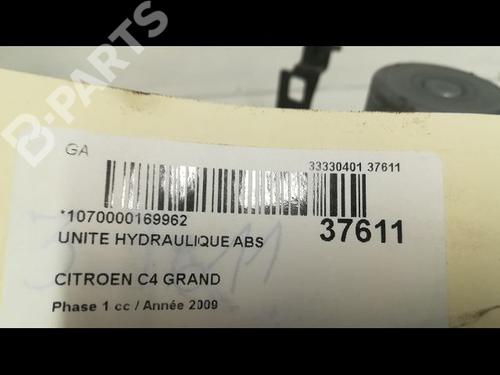 B-PARTS
GA
33330401 37611
*1070000169962
37611
UNITE HYDRAULIQUE ABS
CITROEN C4 GRAND
Phase 1 cc / Année 2009